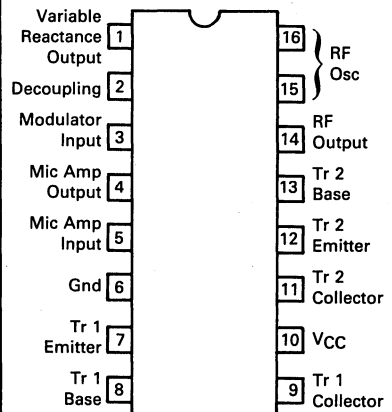 Variable
Reactance
Output
1
Decoupling
2
Modulator
Input
3
Mic Amp
Output
4
Mic Amp
Input
5
Gnd
6
Tr 1
Emitter
7
Tr 1
Base
8
16
15
RF
Osc
14
RF
Output
13
Tr 2
Base
12
Tr 2
Emitter
11
Tr 2
Collector
10
VCC
9
Tr 1
Collector